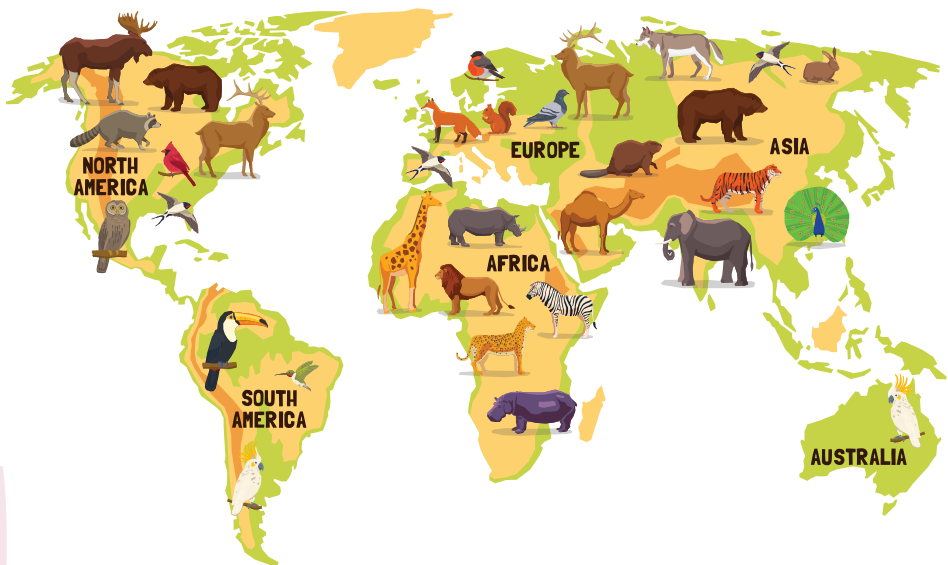 NORTH
AMERICA
EUROPE
ASIA
AFRICA
SOUTH
AMERICA
AUSTRALIA